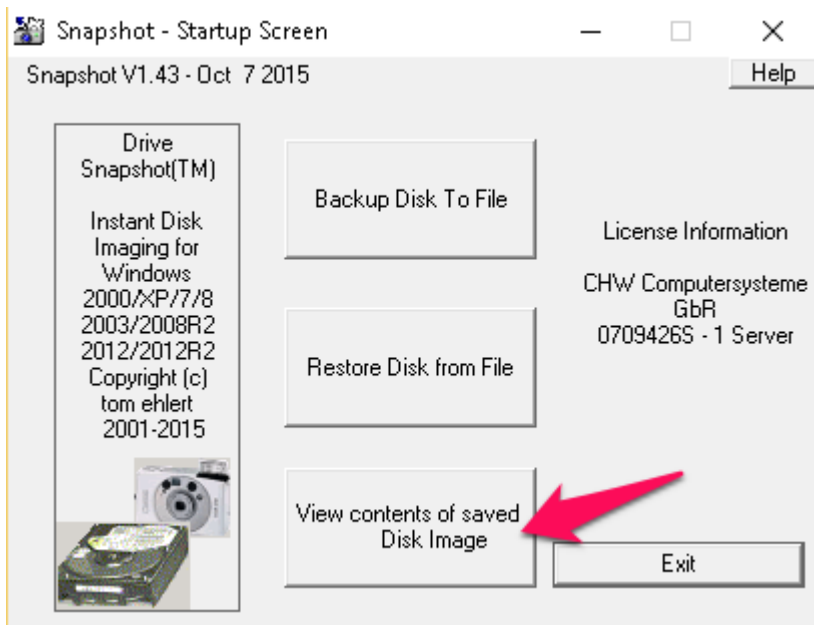 Snapshot - Startup Screen
Snapshot V1.43 - Oct 7 2015
Help
Drive
Snapshot(TM)
Instant Disk
Imaging for
Windows
2000/XP/7/8
2003/2008R2
2012/2012R2
Copyright (c)
tom ehlert
2001-2015
Backup Disk To File
Restore Disk from File
View contents of saved
Disk Image
License Information
CHW Computersysteme
GbR
0709426S - 1 Server
Exit